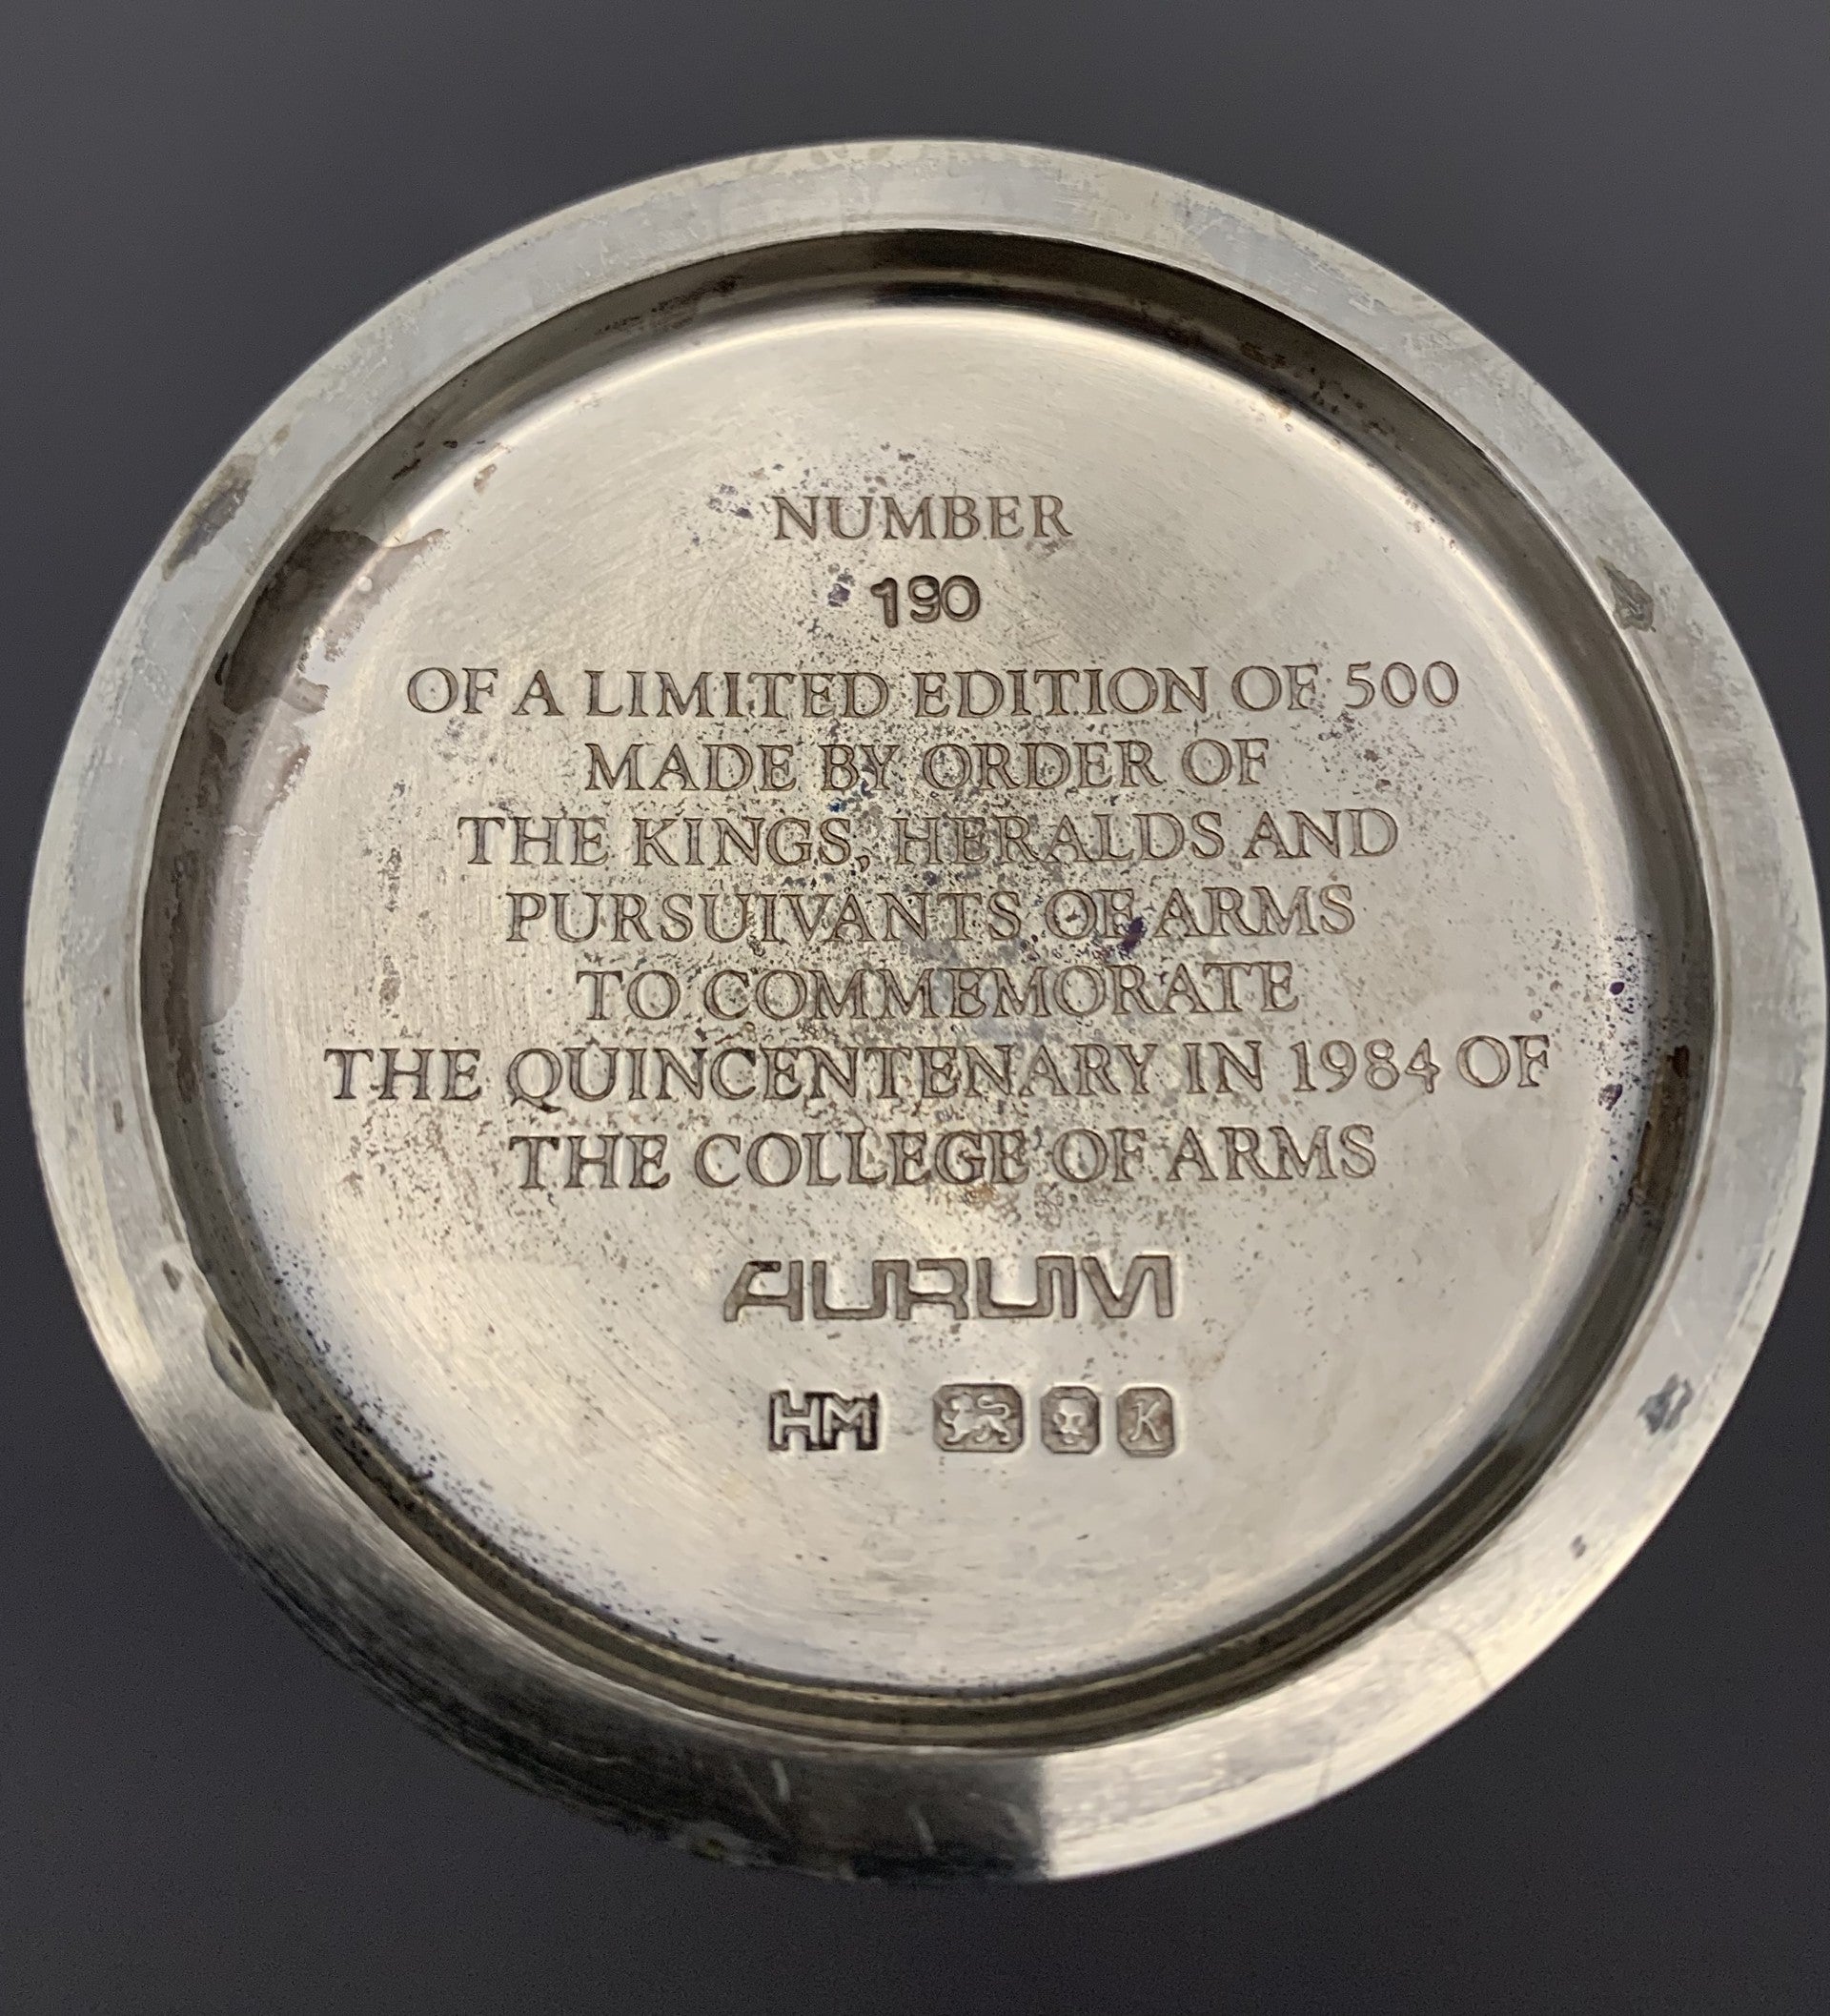 NUMBER
190
OF A LIMITED EDITION OF 500
MADE BY ORDER OF
THE KINGS, HERALDS AND
PURSUIVANTS OF ARMS
TO COMMEMORATE
THE QUINCENTENARY IN 1984 OF
THE COLLEGE OF ARMS
AURUM
HM K